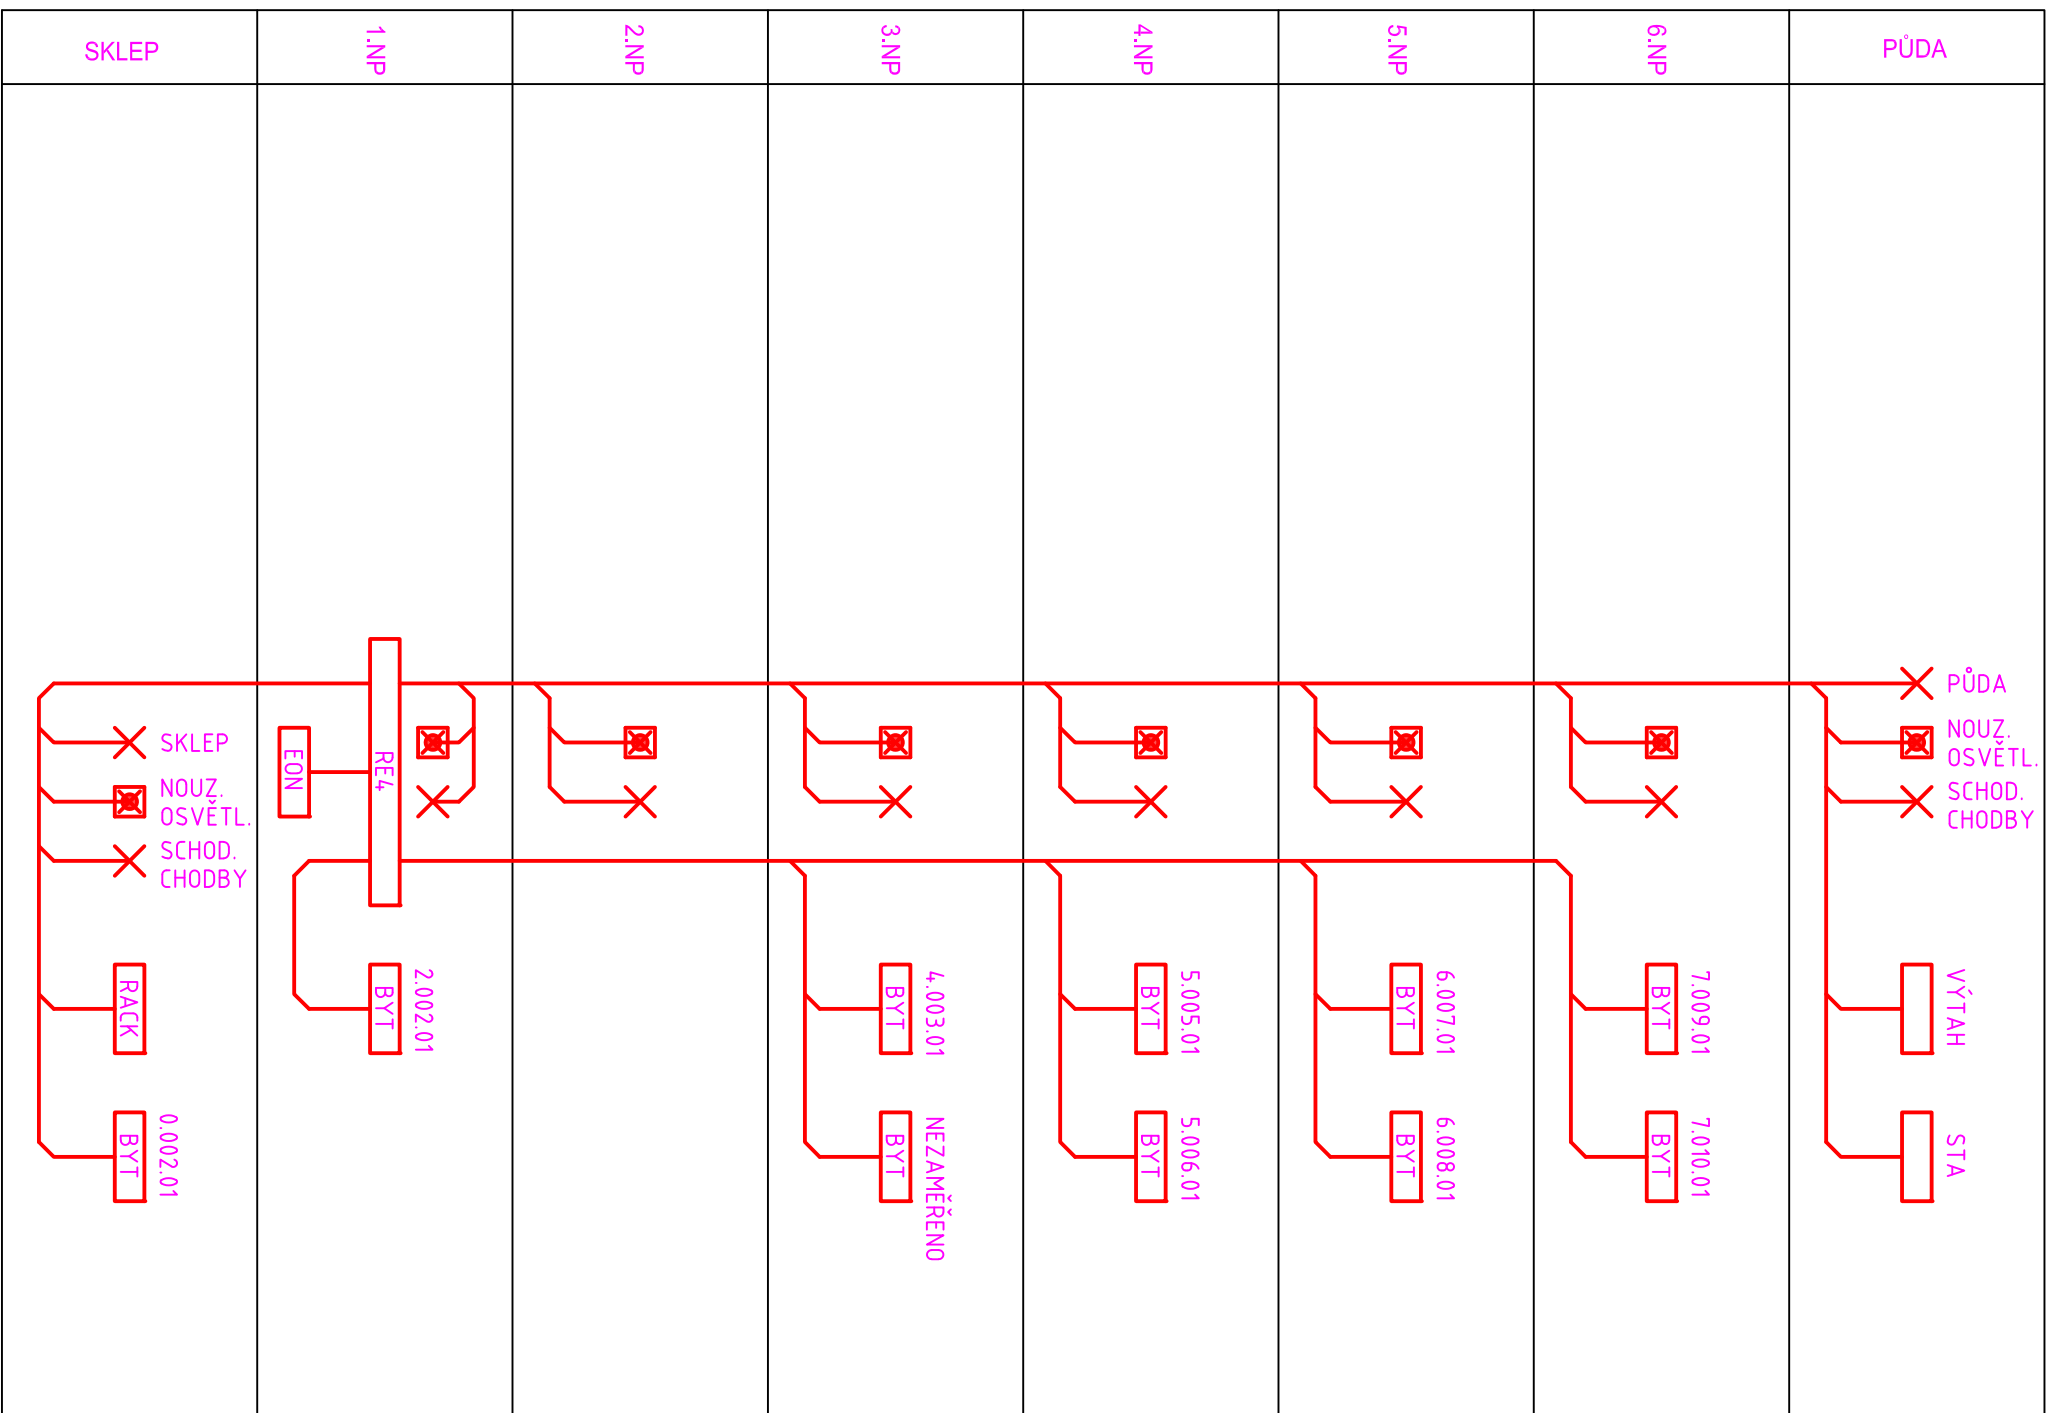 SKLEP
1.NP
2.NP
3.NP
4.NP
5.NP
6.NP
PŮDA
SKLEP
NOUZ.
OSVĚTL.
SCHOD.
CHODBY
RACK
BYT
0.002.01
EON
RE4
BYT
2.002.01
BYT
4.003.01
BYT
NEZAMĚŘENO
BYT
5.005.01
BYT
5.006.01
BYT
6.007.01
BYT
6.008.01
BYT
7.009.01
BYT
7.010.01
PŮDA
NOUZ.
OSVĚTL.
SCHOD.
CHODBY
VÝTAH
STA